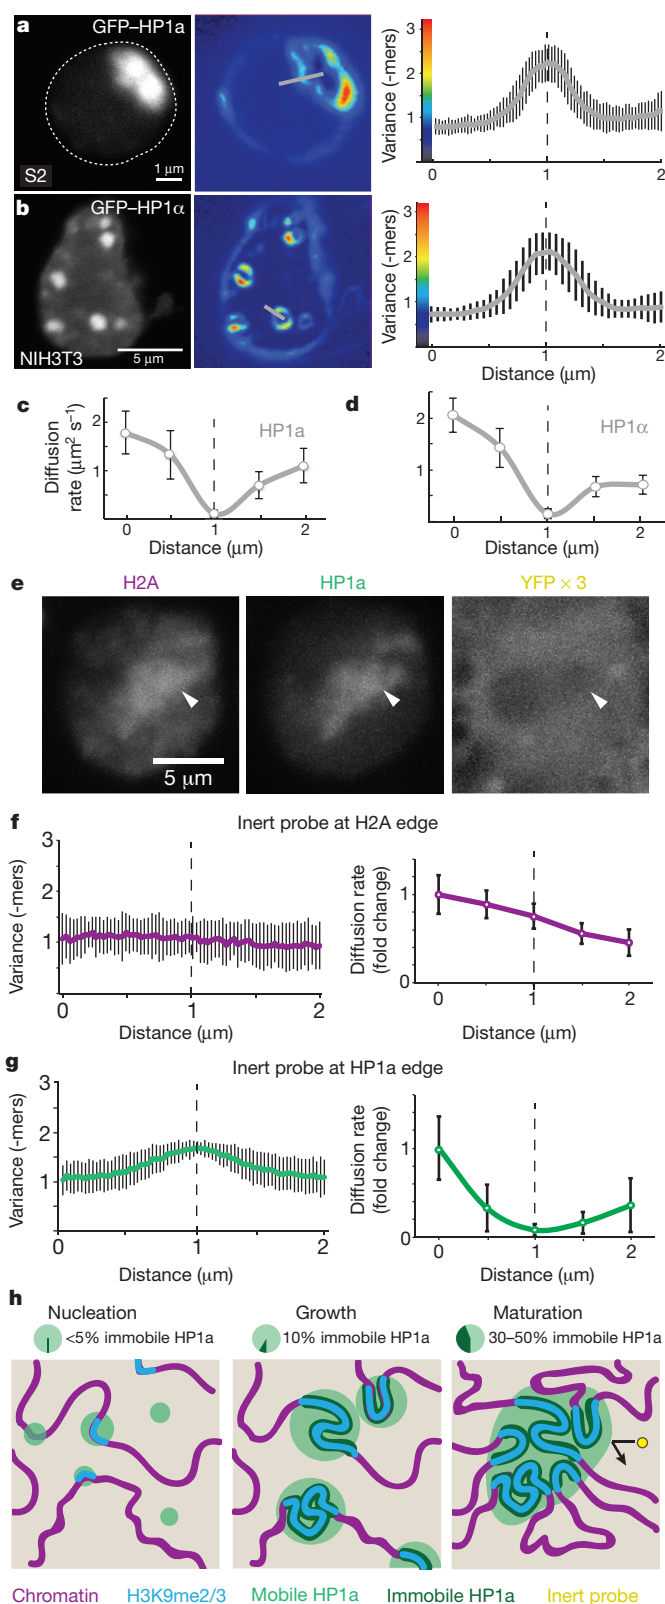 a
GFP–HP1a
S2
1 μm
Variance (-mers)
3
2
1
0
1
2
b
GFP–HP1α
NIH3T3
5 μm
Variance (-mers)
3
2
1
0
1
2
Distance (μm)
c
Diffusion
rate (μm² s⁻¹)
2
1
HP1a
0
1
2
Distance (μm)
d
2
1
HP1α
0
1
2
Distance (μm)
e
H2A
HP1a
YFP × 3
5 μm
f
Inert probe at H2A edge
Variance (-mers)
3
2
1
0
1
2
Distance (μm)
Diffusion rate
(fold change)
1
0
0
1
2
Distance (μm)
g
Inert probe at HP1a edge
Variance (-mers)
3
2
1
0
0
1
2
Distance (μm)
Diffusion rate
(fold change)
1
0
0
1
2
Distance (μm)
h
Nucleation
<5% immobile HP1a
Growth
10% immobile HP1a
Maturation
30–50% immobile HP1a
Chromatin
H3K9me2/3
Mobile HP1a
Immobile HP1a
Inert probe